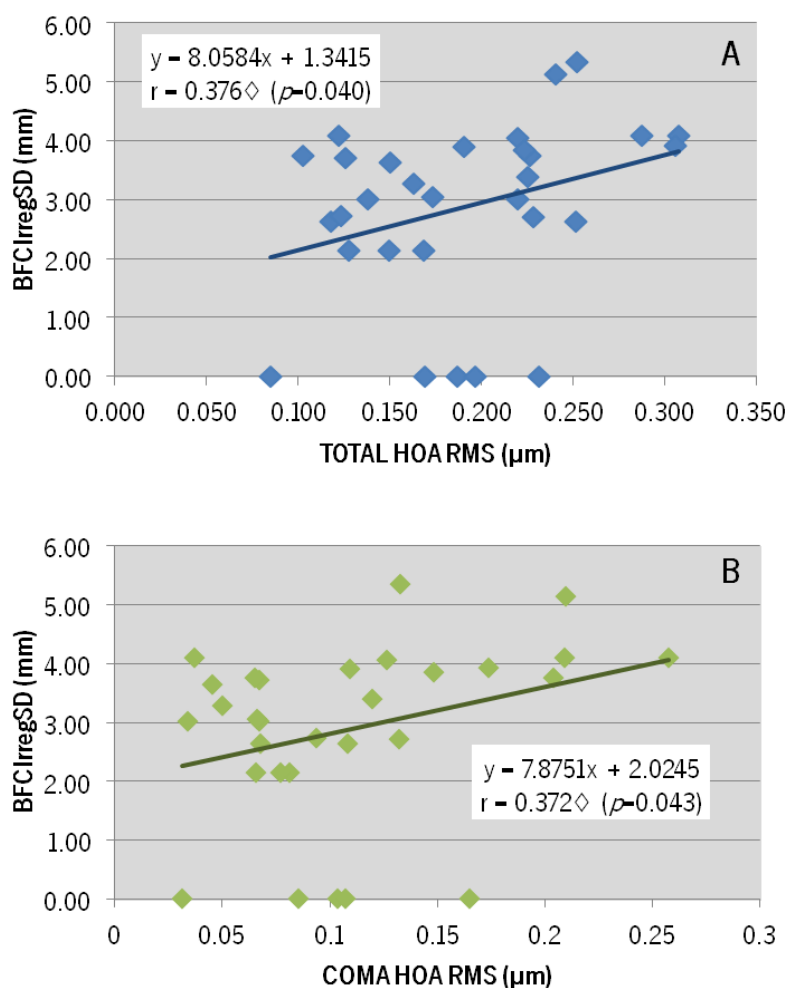 A
y = 8.0584x + 1.3415
r = 0.376◊ (p=0.040)
BFCIrregSD (mm)
6.00
5.00
4.00
3.00
2.00
1.00
0.00
0.000 0.050 0.100 0.150 0.200 0.250 0.300 0.350
TOTAL HOA RMS (µm)
B
BFCIrregSD (mm)
6.00
5.00
4.00
3.00
2.00
1.00
0.00
y = 7.8751x + 2.0245
r = 0.372◊ (p=0.043)
0 0.05 0.1 0.15 0.2 0.25 0.3
COMA HOA RMS (µm)